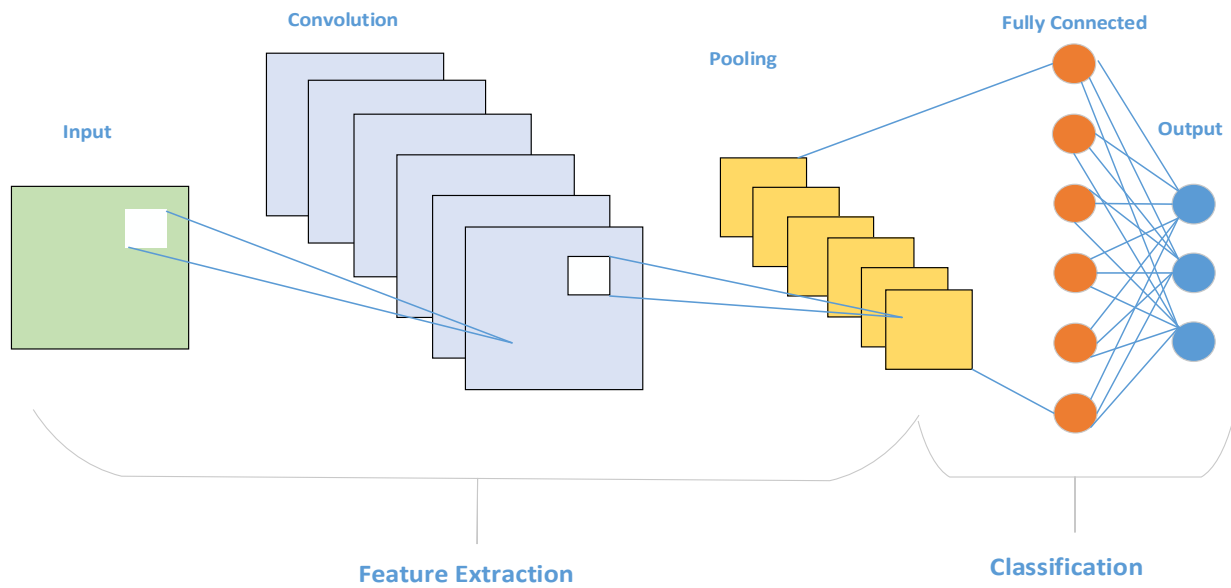 Convolution
Fully Connected
Pooling
Input
Output
Feature Extraction
Classification